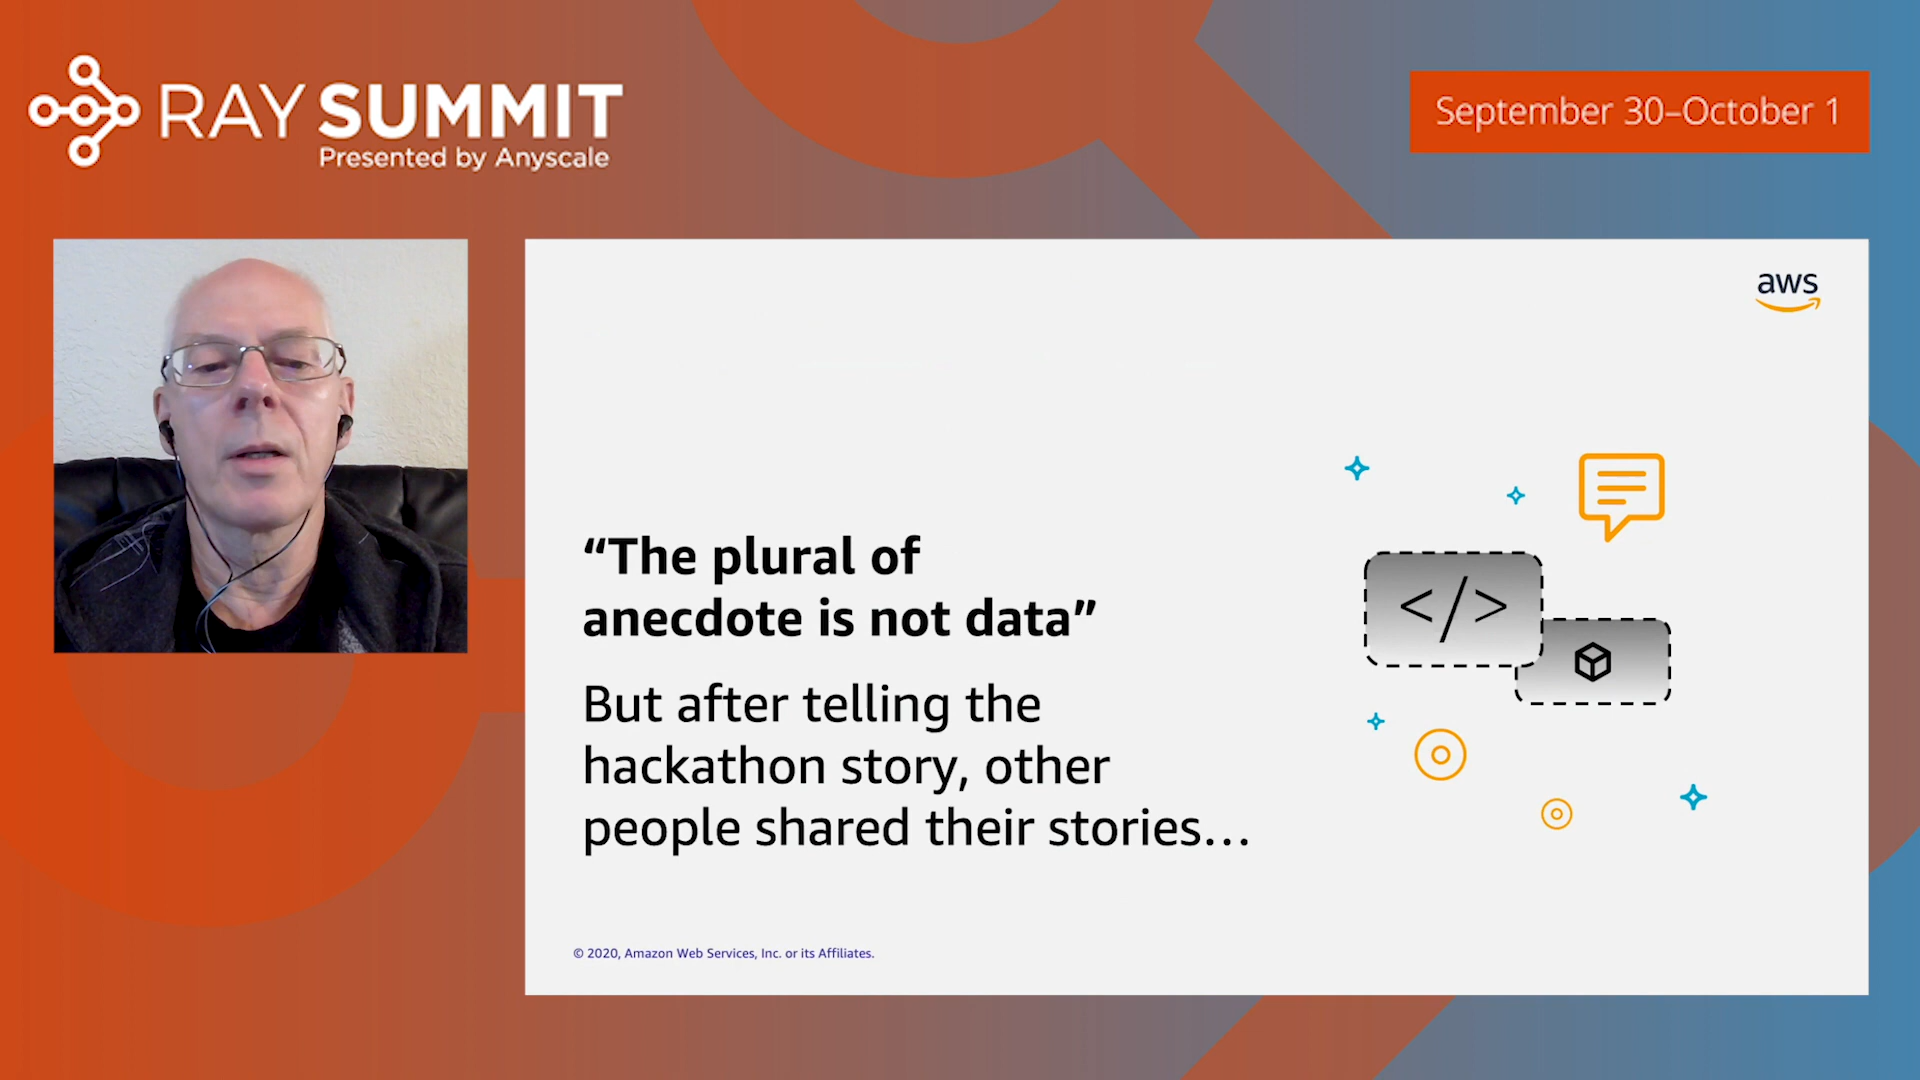 RAY SUMMIT
Presented by Anyscale
September 30–October 1
aws
“The plural of
anecdote is not data”
But after telling the
hackathon story, other
people shared their stories…
</>
© 2020, Amazon Web Services, Inc. or its Affiliates.